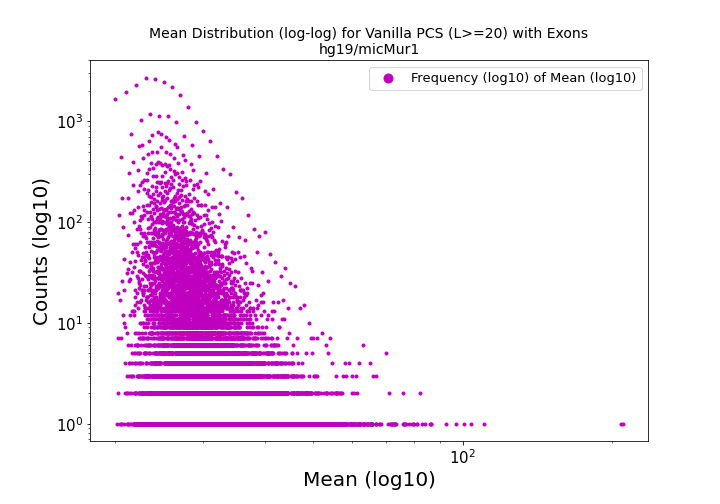 Mean Distribution (log-log) for Vanilla PCS (L>=20) with Exons
hg19/micMur1
Frequency (log10) of Mean (log10)
10³
10²
10¹
10⁰
Counts (log10)
10²
Mean (log10)